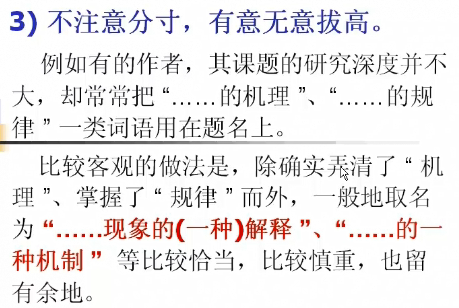 3) 不注意分寸，有意无意拔高。
例如有的作者，其课题的研究深度并不
大，却常常把 “……的机理 ”、“……的规
律 ” 一类词语用在题名上。
比较客观的做法是，除确实弄清了 “ 机
理 ”、掌握了 “ 规律 ” 而外，一般地取名
为 “……现象的(一种)解释 ”、“……的一
种机制 ” 等比较恰当，比较慎重，也留
有余地。